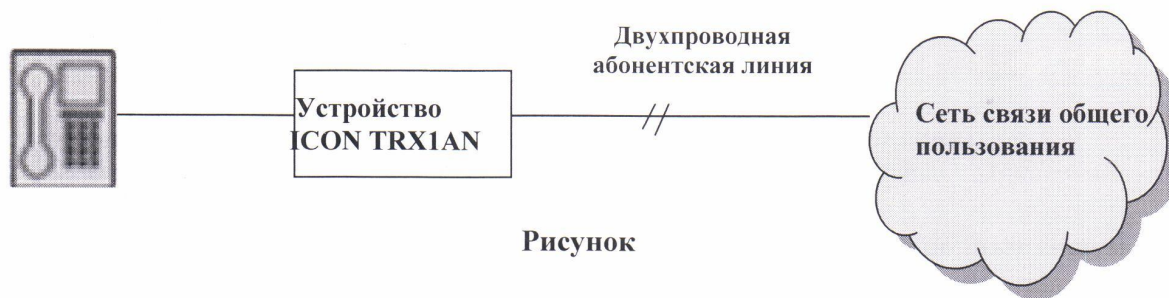 Двухпроводная
абонентская линия
Устройство
ICON TRX1AN
Сеть связи общего
пользования
Рисунок